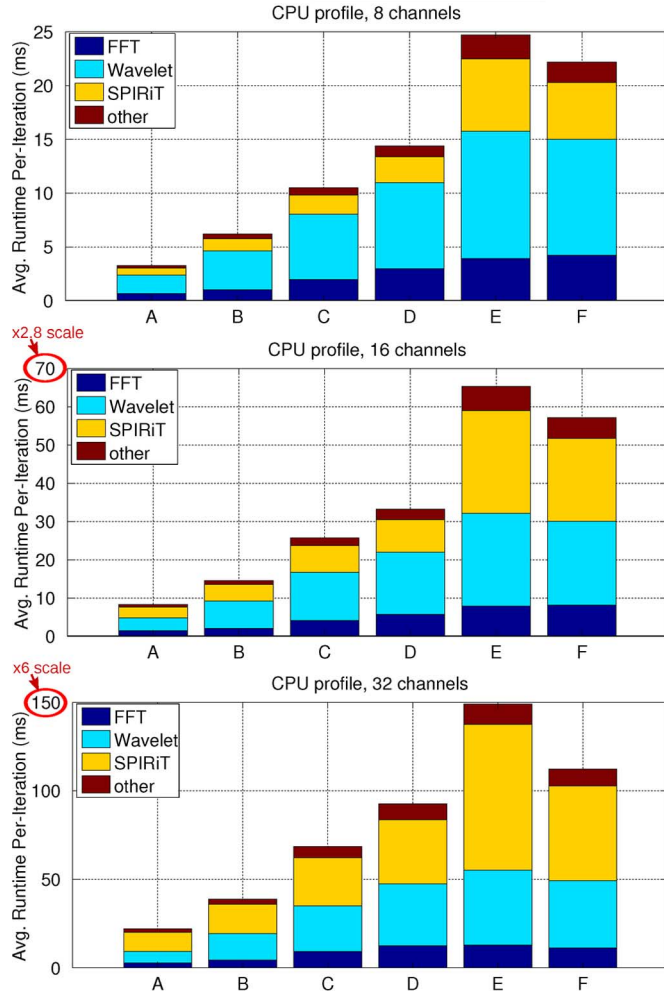 CPU profile, 8 channels
25
20
15
10
5
0
Avg. Runtime Per-Iteration (ms)
FFT
Wavelet
SPIRiT
other
A B C D E F
x2.8 scale
CPU profile, 16 channels
70
60
50
40
30
20
10
0
Avg. Runtime Per-Iteration (ms)
FFT
Wavelet
SPIRiT
other
A B C D E F
x6 scale
CPU profile, 32 channels
150
100
50
0
Avg. Runtime Per-Iteration (ms)
FFT
Wavelet
SPIRiT
other
A B C D E F